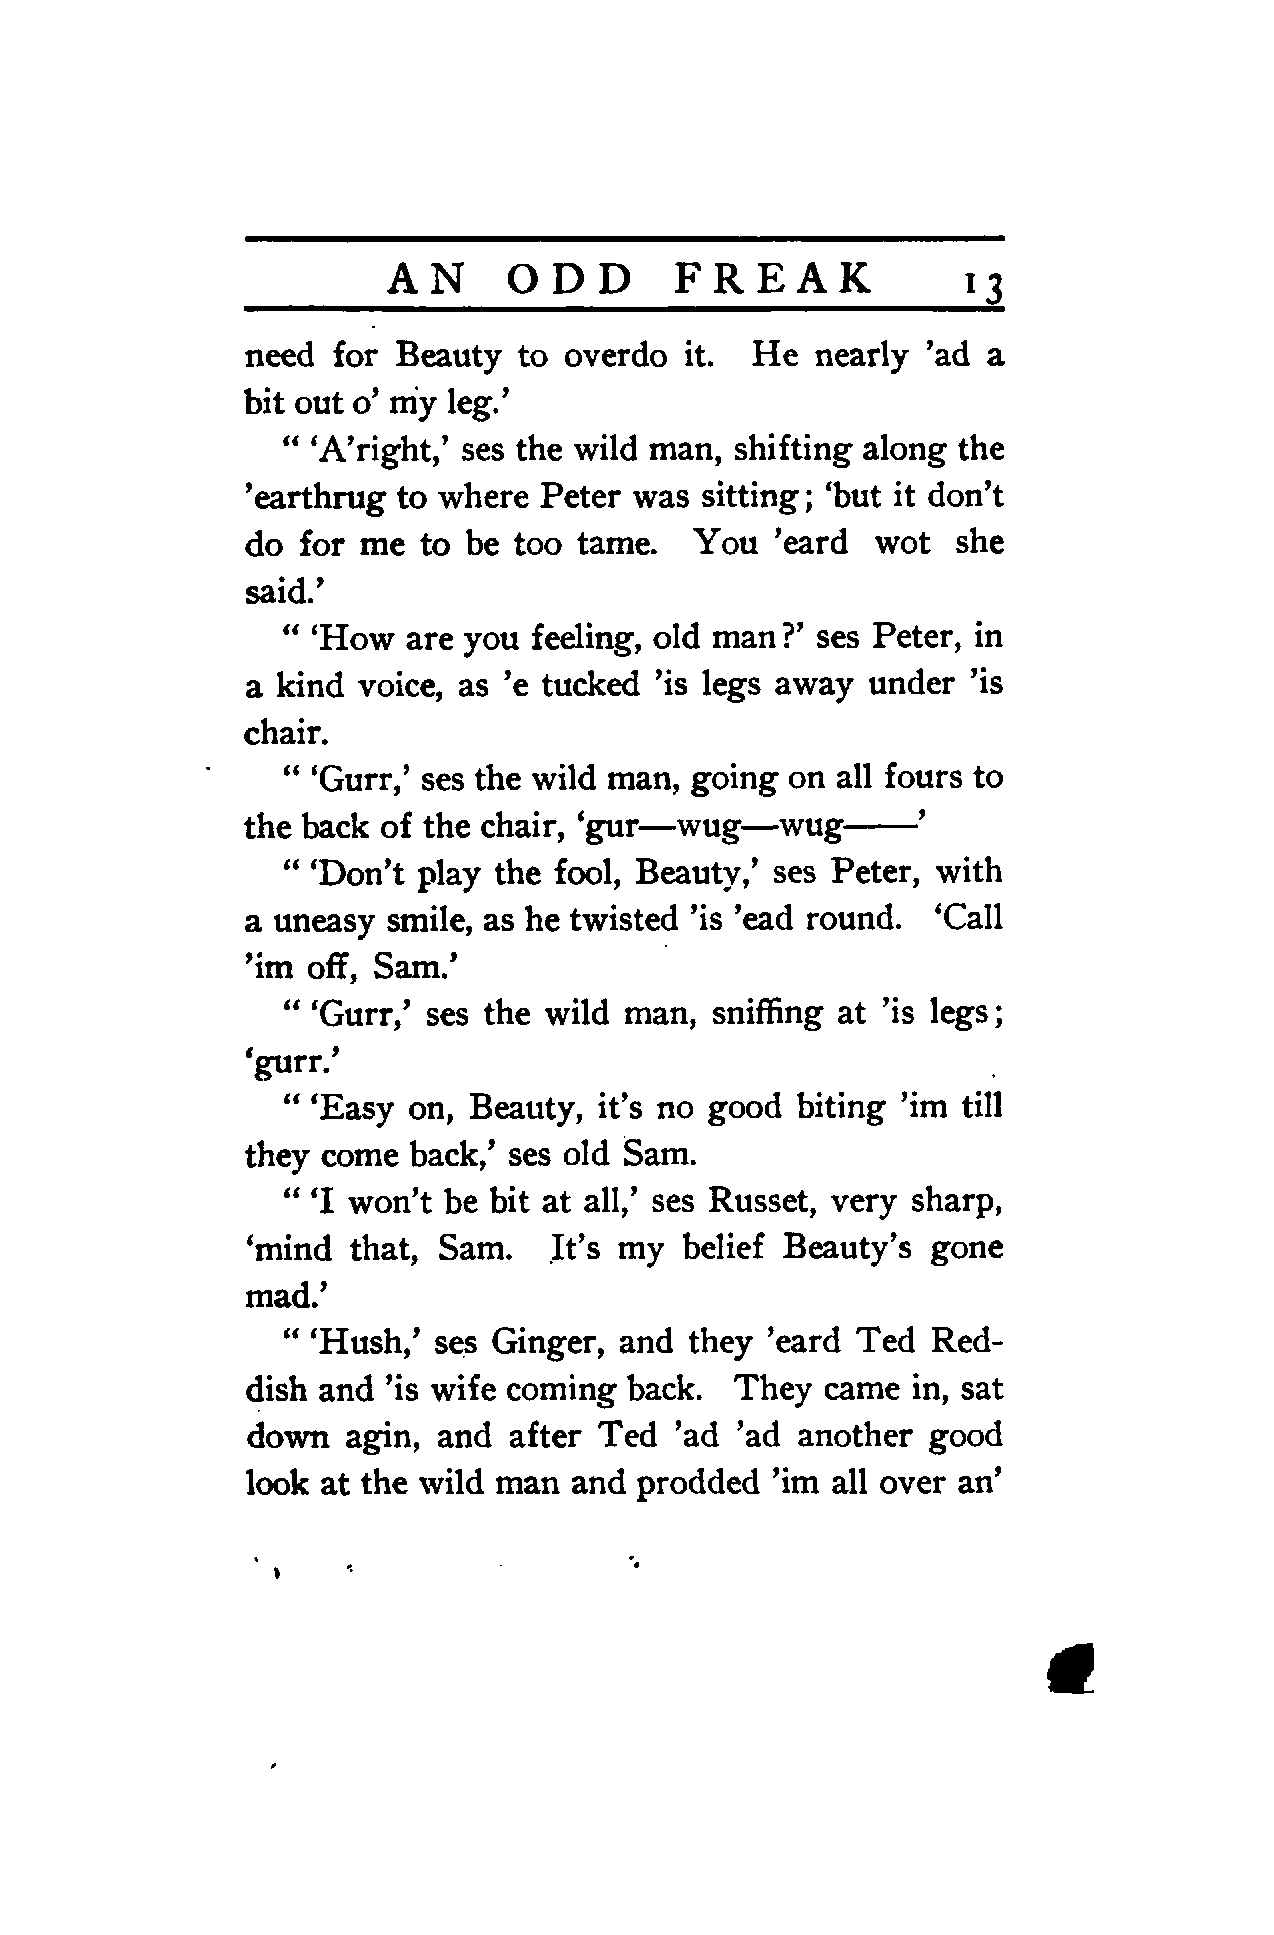 AN ODD FREAK 13
need for Beauty to overdo it. He nearly ’ad a
bit out o’ my leg.’
“ ‘A’right,’ ses the wild man, shifting along the
’earthrug to where Peter was sitting; ‘but it don’t
do for me to be too tame. You ’eard wot she
said.’
“ ‘How are you feeling, old man?’ ses Peter, in
a kind voice, as ’e tucked ’is legs away under ’is
chair.
“ ‘Gurr,’ ses the wild man, going on all fours to
the back of the chair, ‘gur—wug—wug——’
“ ‘Don’t play the fool, Beauty,’ ses Peter, with
a uneasy smile, as he twisted ’is ’ead round. ‘Call
’im off, Sam.’
“ ‘Gurr,’ ses the wild man, sniffing at ’is legs;
‘gurr.’
“ ‘Easy on, Beauty, it’s no good biting ’im till
they come back,’ ses old Sam.
“ ‘I won’t be bit at all,’ ses Russet, very sharp,
‘mind that, Sam. It’s my belief Beauty’s gone
mad.’
“ ‘Hush,’ ses Ginger, and they ’eard Ted Red-
dish and ’is wife coming back. They came in, sat
down agin, and after Ted ’ad ’ad another good
look at the wild man and prodded ’im all over an’